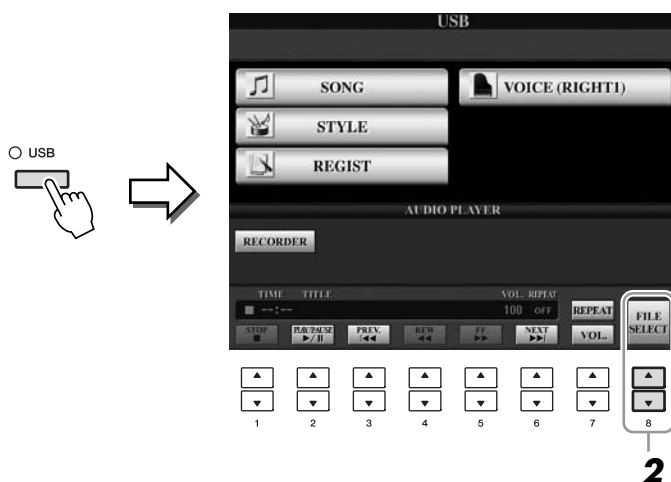 USB
SONG
VOICE (RIGHT1)
STYLE
REGIST
USB
AUDIO PLAYER
RECORDER
TIME TITLE VOL. REPEAT
--:-- 100 OFF REPEAT
FILE SELECT
STOP PLAY/PAUSE PREV. REW FF NEXT VOL.
1 2 3 4 5 6 7 8
2